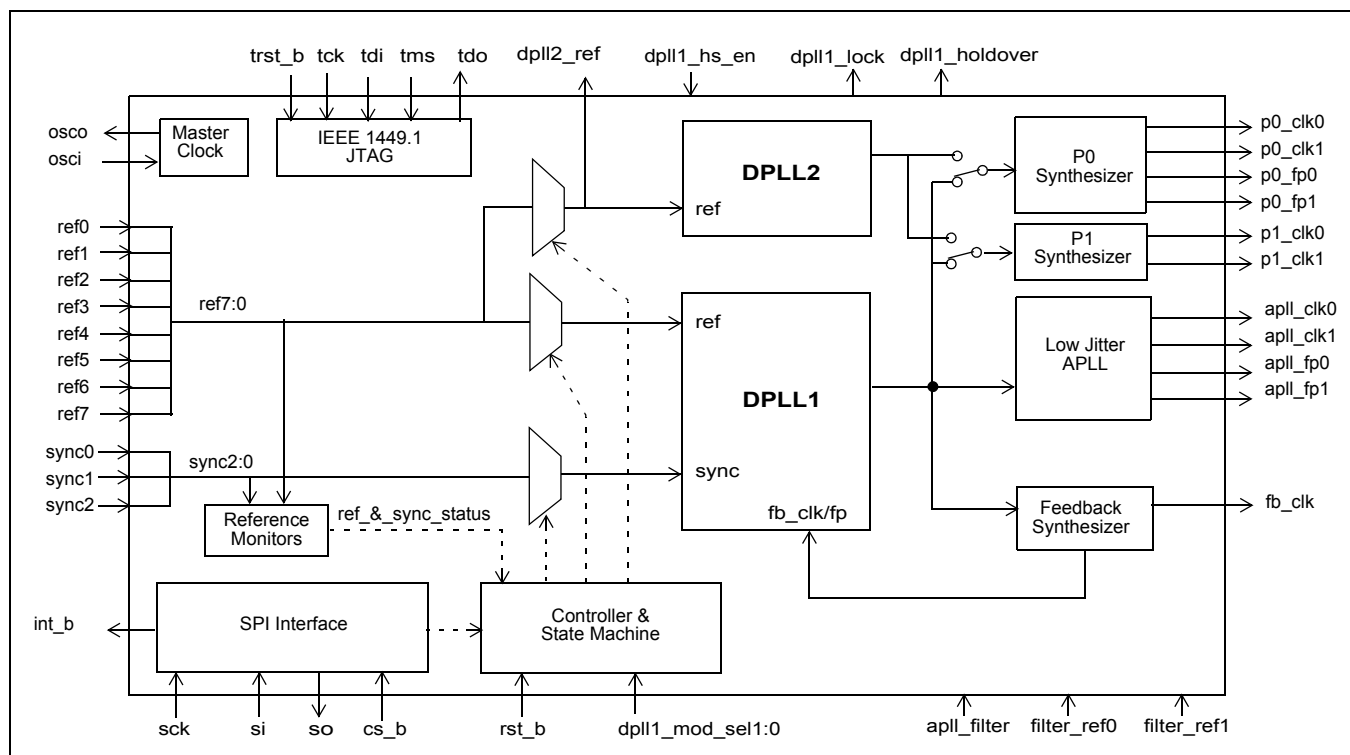 trst_b tck tdi tms tdo dpll2_ref dpll1_hs_en dpll1_lock dpll1_holdover
osco
osci
Master
Clock
IEEE 1449.1
JTAG
DPLL2
ref
P0
Synthesizer
p0_clk0
p0_clk1
p0_fp0
p0_fp1
P1
Synthesizer
p1_clk0
p1_clk1
ref0
ref1
ref2
ref3
ref4
ref5
ref6
ref7
ref7:0
ref
DPLL1
sync
fb_clk/fp
Low Jitter
APLL
apll_clk0
apll_clk1
apll_fp0
apll_fp1
sync0
sync1
sync2
sync2:0
Reference
Monitors
ref_&_sync_status
Feedback
Synthesizer
fb_clk
int_b
SPI Interface
Controller &
State Machine
sck si so cs_b rst_b dpll1_mod_sel1:0 apll_filter filter_ref0 filter_ref1